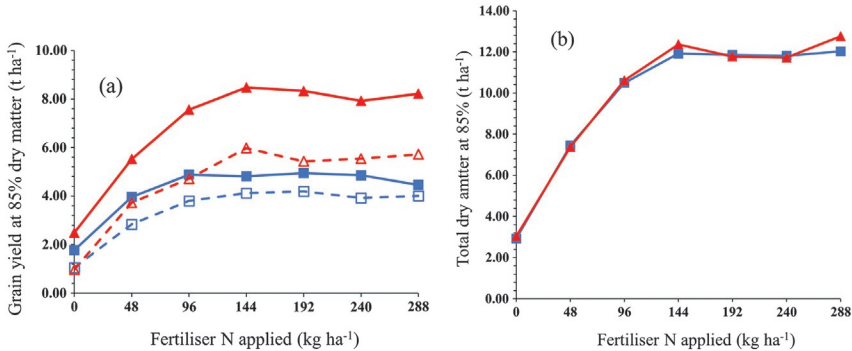 (a)
Grain yield at 85% dry matter (t ha-1)
10.00
8.00
6.00
4.00
2.00
0.00
0 48 96 144 192 240 288
Fertiliser N applied (kg ha-1)
(b)
Total dry amtter at 85% (t ha-1)
14.00
12.00
10.00
8.00
6.00
4.00
2.00
0.00
0 48 96 144 192 240 288
Fertiliser N applied (kg ha-1)